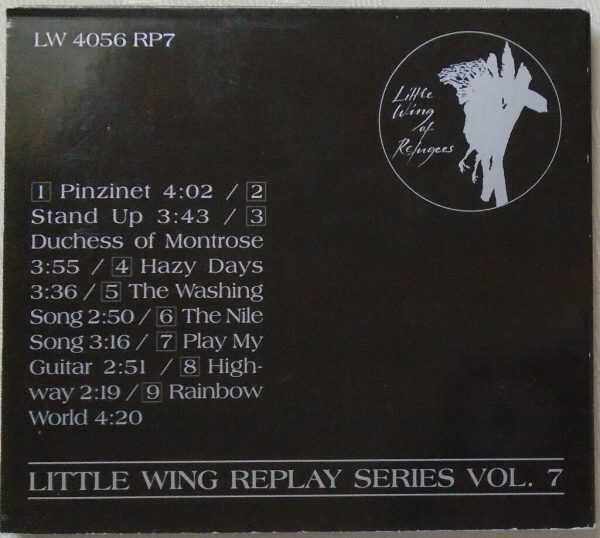 LW 4056 RP7
Little
Wing
of
Refugees
1 Pinzinet 4:02 / 2
Stand Up 3:43 / 3
Duchess of Montrose
3:55 / 4 Hazy Days
3:36 / 5 The Washing
Song 2:50 / 6 The Nile
Song 3:16 / 7 Play My
Guitar 2:51 / 8 High-
way 2:19 / 9 Rainbow
World 4:20
LITTLE WING REPLAY SERIES VOL. 7